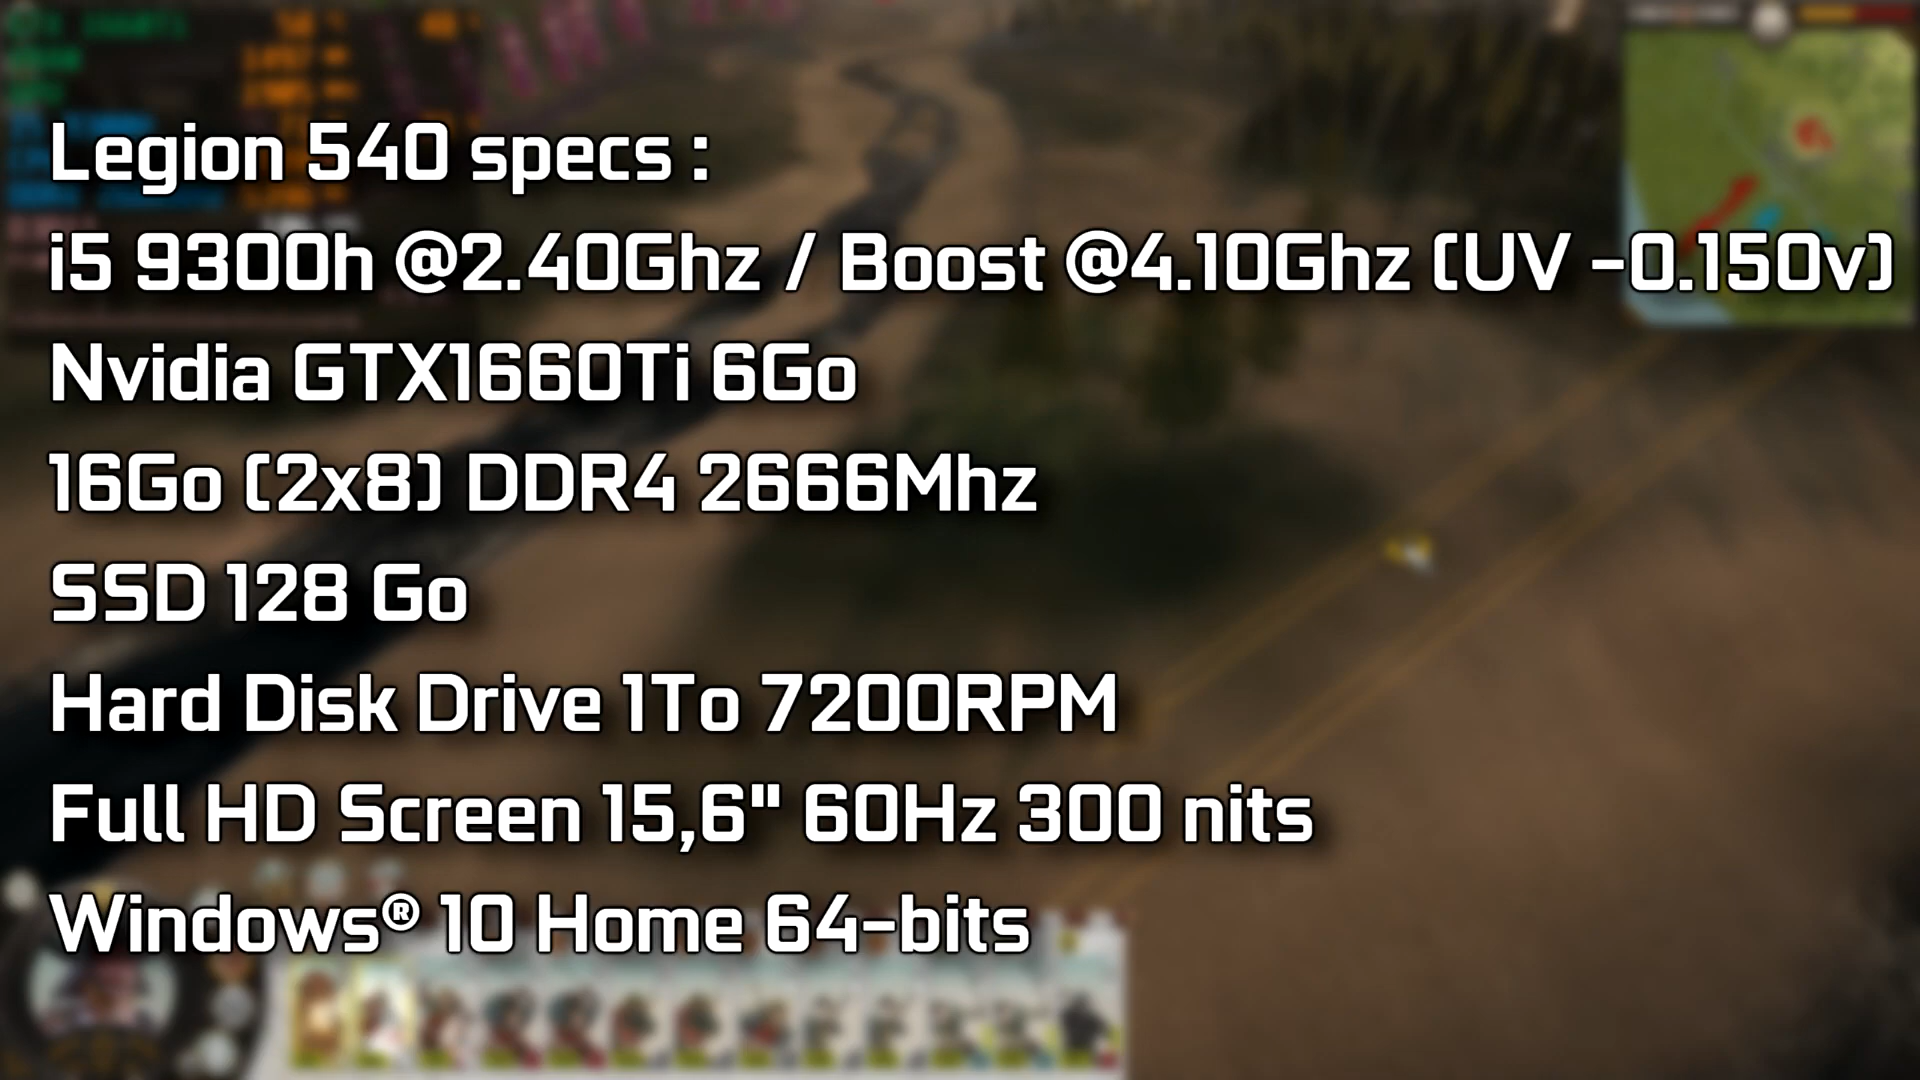 Legion 540 specs :
i5 9300h @2.40Ghz / Boost @4.10Ghz (UV -0.150v)
Nvidia GTX1660Ti 6Go
16Go (2x8) DDR4 2666Mhz
SSD 128 Go
Hard Disk Drive 1To 7200RPM
Full HD Screen 15,6" 60Hz 300 nits
Windows® 10 Home 64-bits